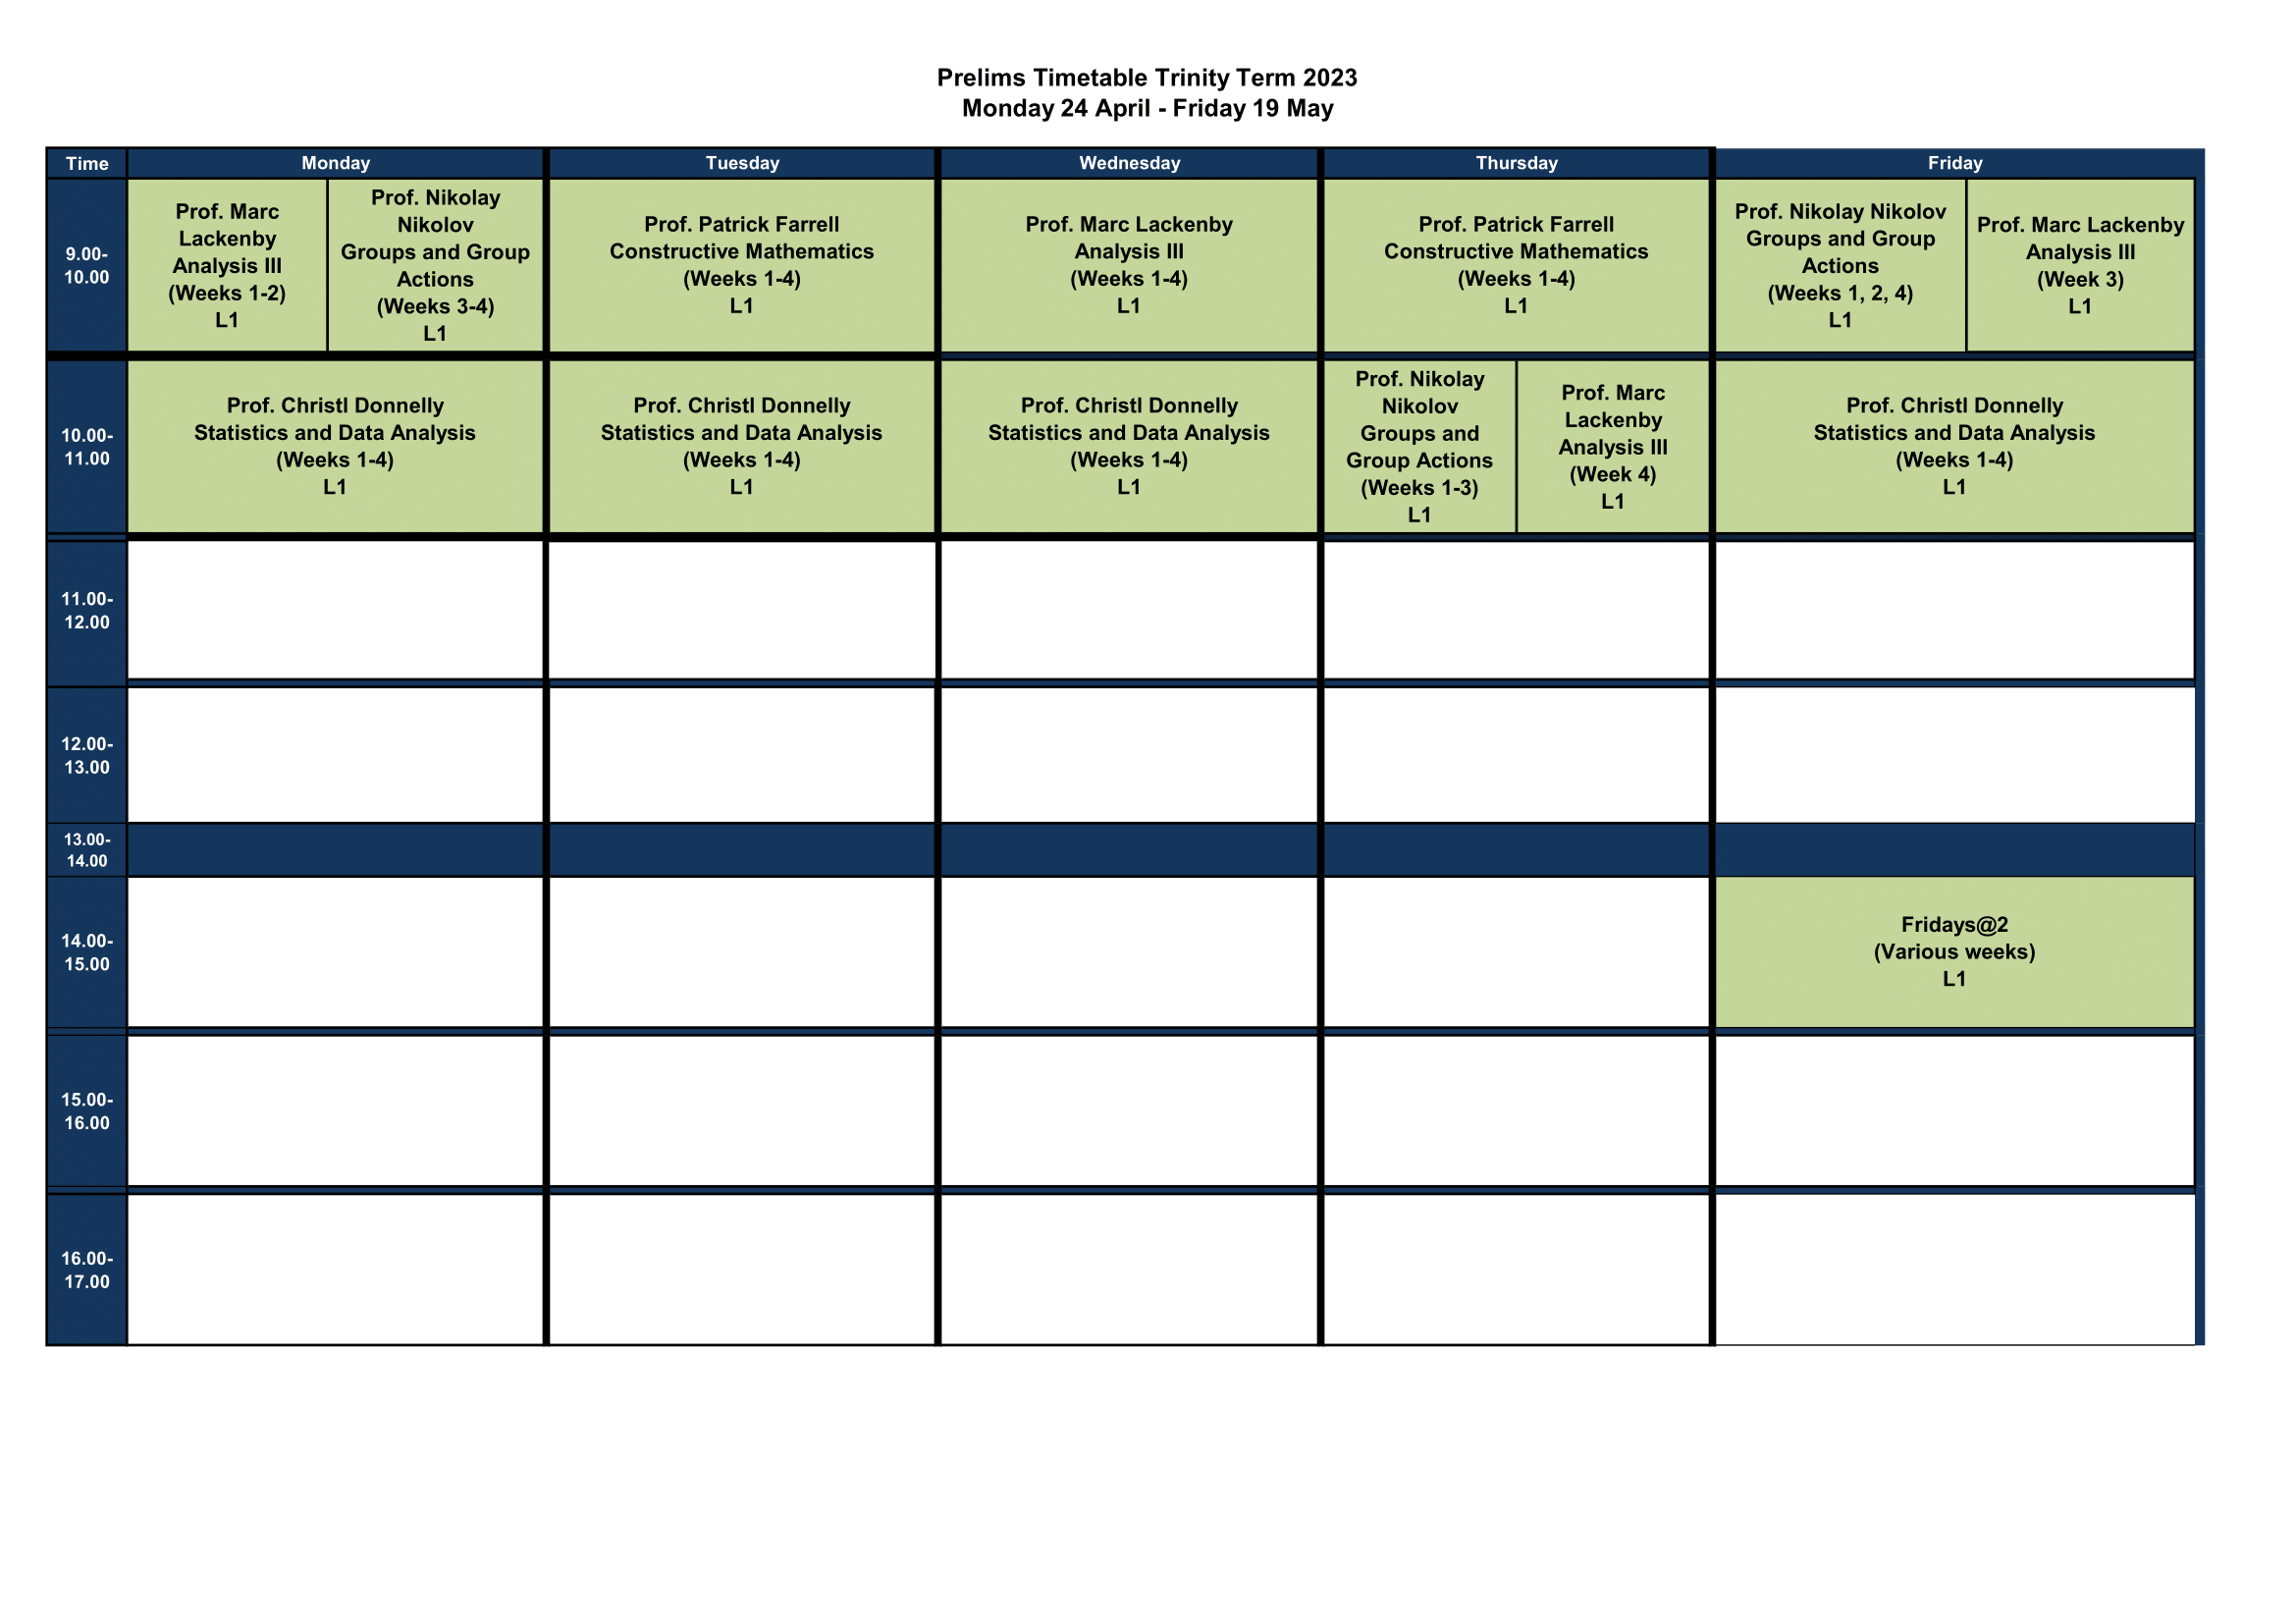 Prelims Timetable Trinity Term 2023
Monday 24 April - Friday 19 May
Time
Monday
Tuesday
Wednesday
Thursday
Friday
9.00-
10.00
Prof. Marc
Lackenby
Analysis III
(Weeks 1-2)
L1
Prof. Nikolay
Nikolov
Groups and Group
Actions
(Weeks 3-4)
L1
Prof. Patrick Farrell
Constructive Mathematics
(Weeks 1-4)
L1
Prof. Marc Lackenby
Analysis III
(Weeks 1-4)
L1
Prof. Patrick Farrell
Constructive Mathematics
(Weeks 1-4)
L1
Prof. Nikolay Nikolov
Groups and Group
Actions
(Weeks 1, 2, 4)
L1
Prof. Marc Lackenby
Analysis III
(Week 3)
L1
10.00-
11.00
Prof. Christl Donnelly
Statistics and Data Analysis
(Weeks 1-4)
L1
Prof. Christl Donnelly
Statistics and Data Analysis
(Weeks 1-4)
L1
Prof. Christl Donnelly
Statistics and Data Analysis
(Weeks 1-4)
L1
Prof. Nikolay
Nikolov
Groups and
Group Actions
(Weeks 1-3)
L1
Prof. Marc
Lackenby
Analysis III
(Week 4)
L1
Prof. Christl Donnelly
Statistics and Data Analysis
(Weeks 1-4)
L1
11.00-
12.00
12.00-
13.00
13.00-
14.00
14.00-
15.00
Fridays@2
(Various weeks)
L1
15.00-
16.00
16.00-
17.00